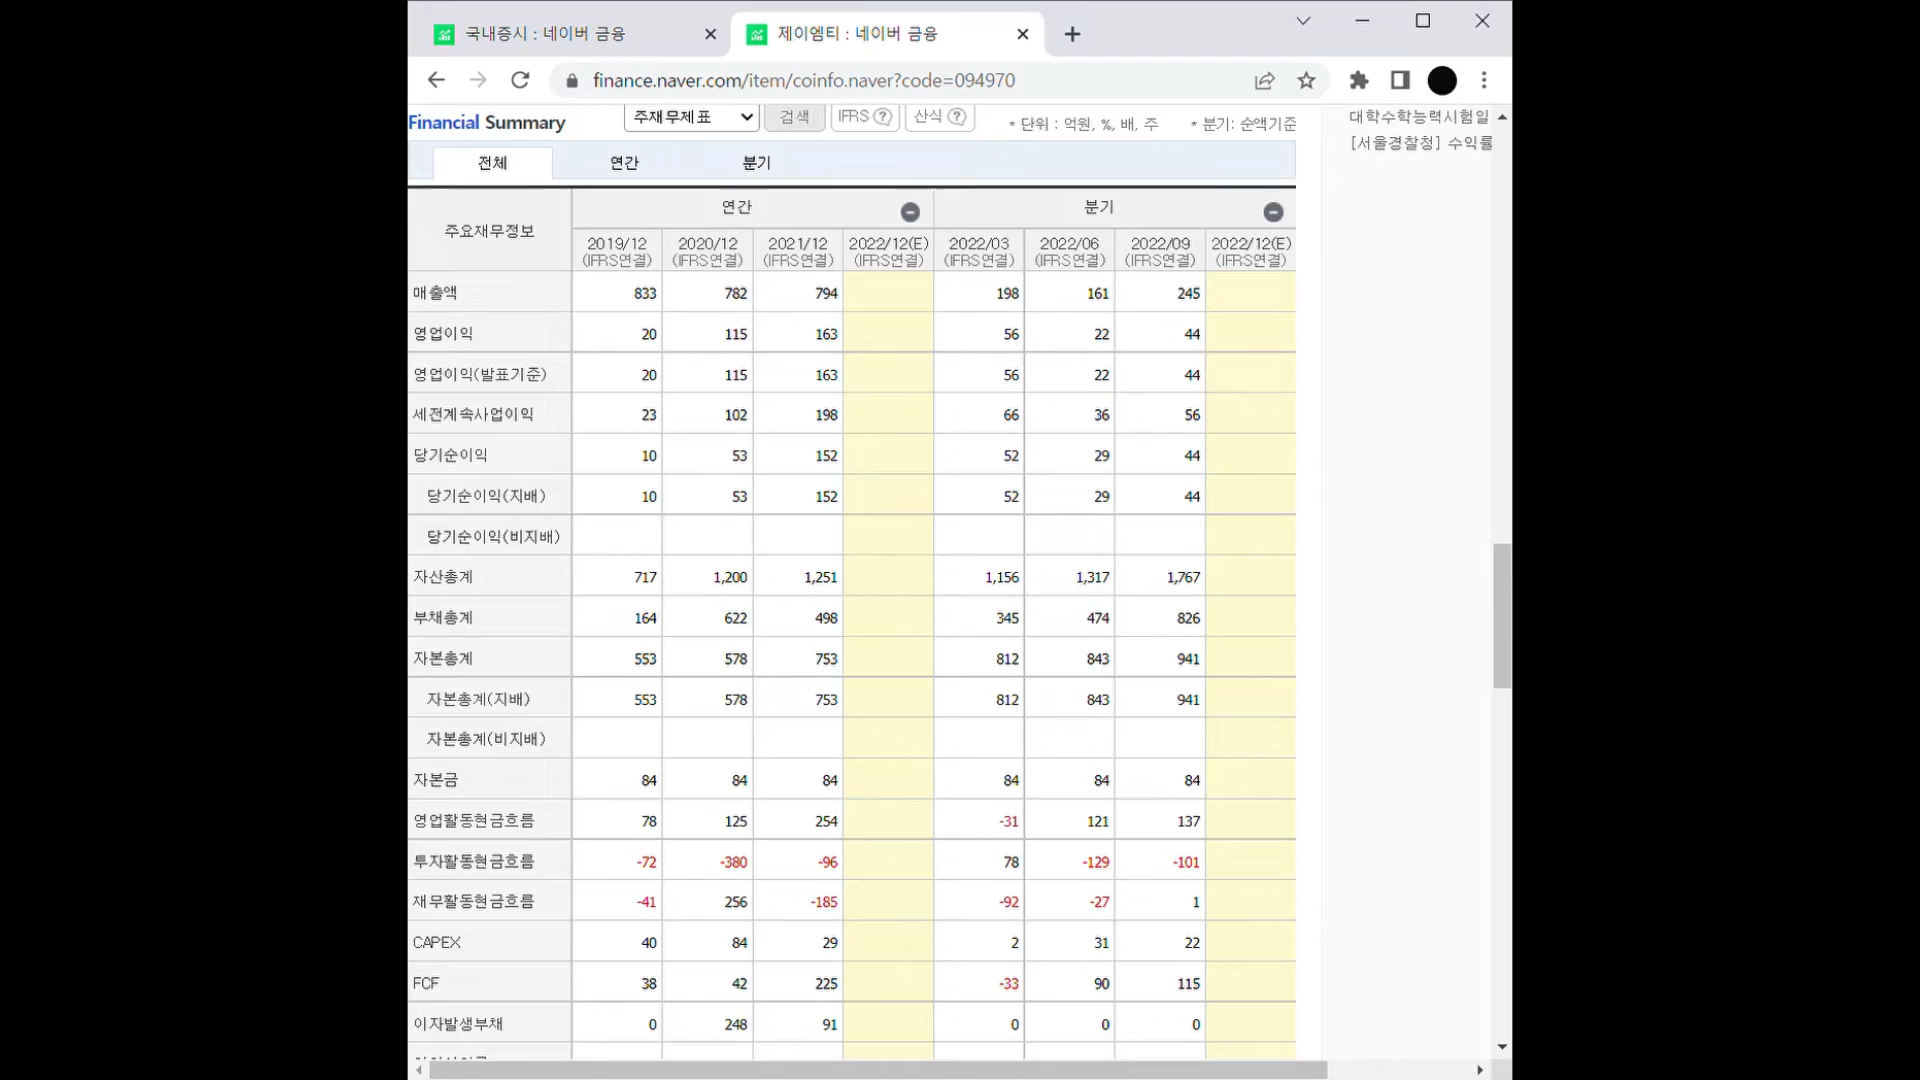 국내증시 : 네이버 금융
제이엠티 : 네이버 금융
finance.naver.com/item/coinfo.naver?code=094970
Financial Summary
주재무제표
검색
IFRS ?
산식 ?
* 단위 : 억원, %, 배, 주
* 분기: 순액기준
대학수학능력시험일
[서울경찰청] 수익률
전체 연간 분기
주요재무정보 연간 분기
2019/12 2020/12 2021/12 2022/12(E) 2022/03 2022/06 2022/09 2022/12(E)
(IFRS연결) (IFRS연결) (IFRS연결) (IFRS연결) (IFRS연결) (IFRS연결) (IFRS연결) (IFRS연결)
매출액 833 782 794 198 161 245
영업이익 20 115 163 56 22 44
영업이익(발표기준) 20 115 163 56 22 44
세전계속사업이익 23 102 198 66 36 56
당기순이익 10 53 152 52 29 44
당기순이익(지배) 10 53 152 52 29 44
당기순이익(비지배)
자산총계 717 1,200 1,251 1,156 1,317 1,767
부채총계 164 622 498 345 474 826
자본총계 553 578 753 812 843 941
자본총계(지배) 553 578 753 812 843 941
자본총계(비지배)
자본금 84 84 84 84 84 84
영업활동현금흐름 78 125 254 -31 121 137
투자활동현금흐름 -72 -380 -96 78 -129 -101
재무활동현금흐름 -41 256 -185 -92 -27 1
CAPEX 40 84 29 2 31 22
FCF 38 42 225 -33 90 115
이자발생부채 0 248 91 0 0 0